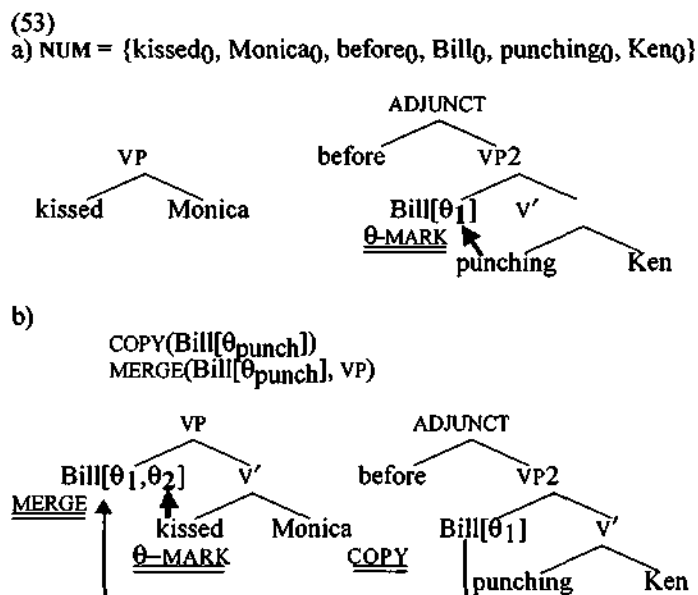 (53)
a) NUM = {kissed₀, Monica₀, before₀, Bill₀, punching₀, Ken₀}
ADJUNCT
VP before VP2
kissed Monica Bill[θ₁] V′
θ-MARK
punching Ken
b)
COPY(Bill[θpunch])
MERGE(Bill[θpunch], VP)
VP ADJUNCT
Bill[θ₁,θ₂] V′ before VP2
MERGE kissed Monica Bill[θ₁] V′
θ–MARK COPY punching Ken